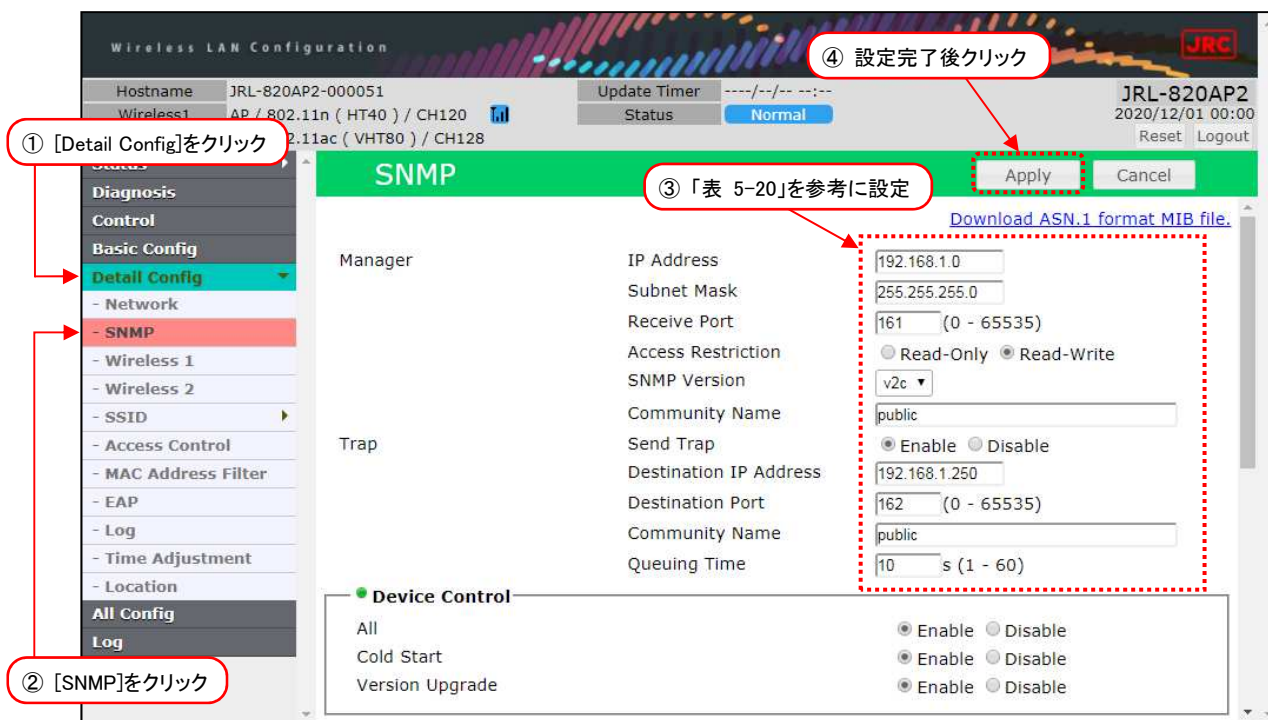 Wireless LAN Configuration
JRC
④ 設定完了後クリック
Hostname JRL-820AP2-000051 Update Timer ----/--/-- --:-- JRL-820AP2
Wireless1 AP / 802.11n ( HT40 ) / CH120 Status Normal 2020/12/01 00:00
① [Detail Config]をクリック
2.11ac ( VHT80 ) / CH128 Reset Logout
Status
SNMP Apply Cancel
③ 「表 5-20」を参考に設定
Diagnosis
Control
Basic Config
Detail Config
- Network
- SNMP
- Wireless 1
- Wireless 2
- SSID
- Access Control
- MAC Address Filter
- EAP
- Log
- Time Adjustment
- Location
All Config
Log
② [SNMP]をクリック
Download ASN.1 format MIB file.
Manager IP Address 192.168.1.0
Subnet Mask 255.255.255.0
Receive Port 161 (0 - 65535)
Access Restriction Read-Only Read-Write
SNMP Version v2c
Community Name public
Trap Send Trap Enable Disable
Destination IP Address 192.168.1.250
Destination Port 162 (0 - 65535)
Community Name public
Queuing Time 10 s (1 - 60)
Device Control
All Enable Disable
Cold Start Enable Disable
Version Upgrade Enable Disable